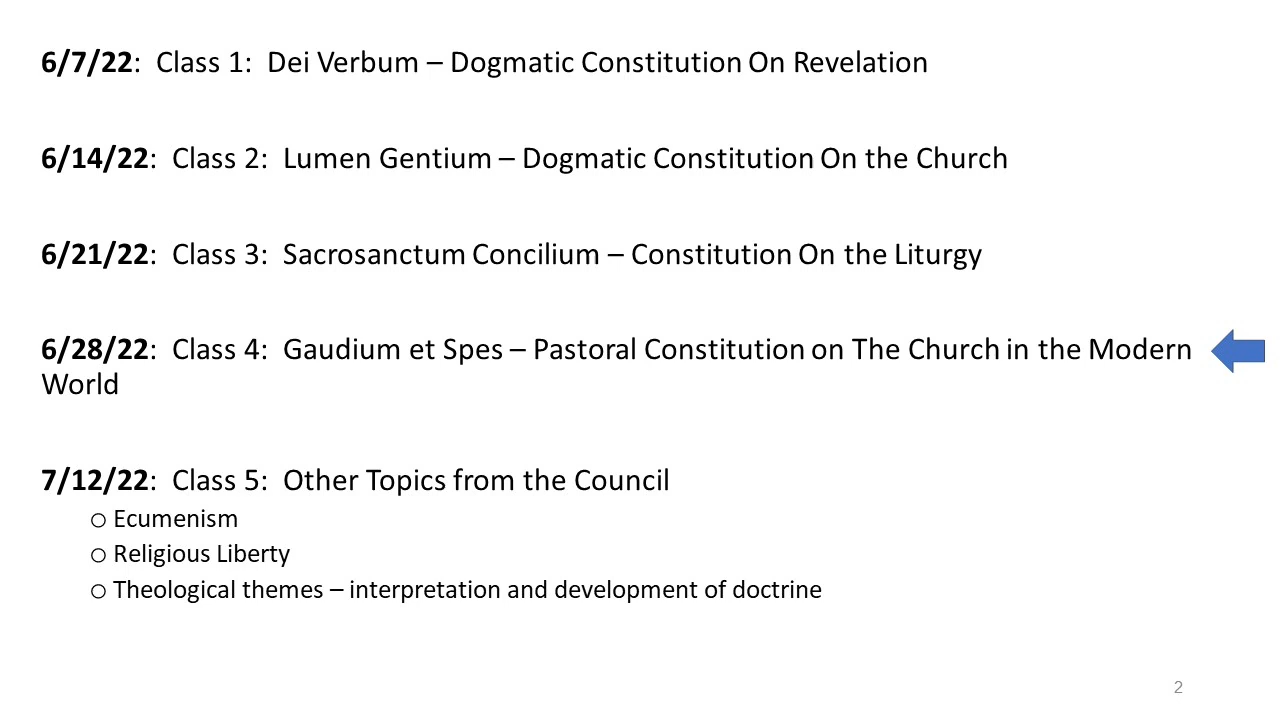 6/7/22:  Class 1:  Dei Verbum – Dogmatic Constitution On Revelation
6/14/22:  Class 2:  Lumen Gentium – Dogmatic Constitution On the Church
6/21/22:  Class 3:  Sacrosanctum Concilium – Constitution On the Liturgy
6/28/22:  Class 4:  Gaudium et Spes – Pastoral Constitution on The Church in the Modern
World
7/12/22:  Class 5:  Other Topics from the Council
○ Ecumenism
○ Religious Liberty
○ Theological themes – interpretation and development of doctrine
2